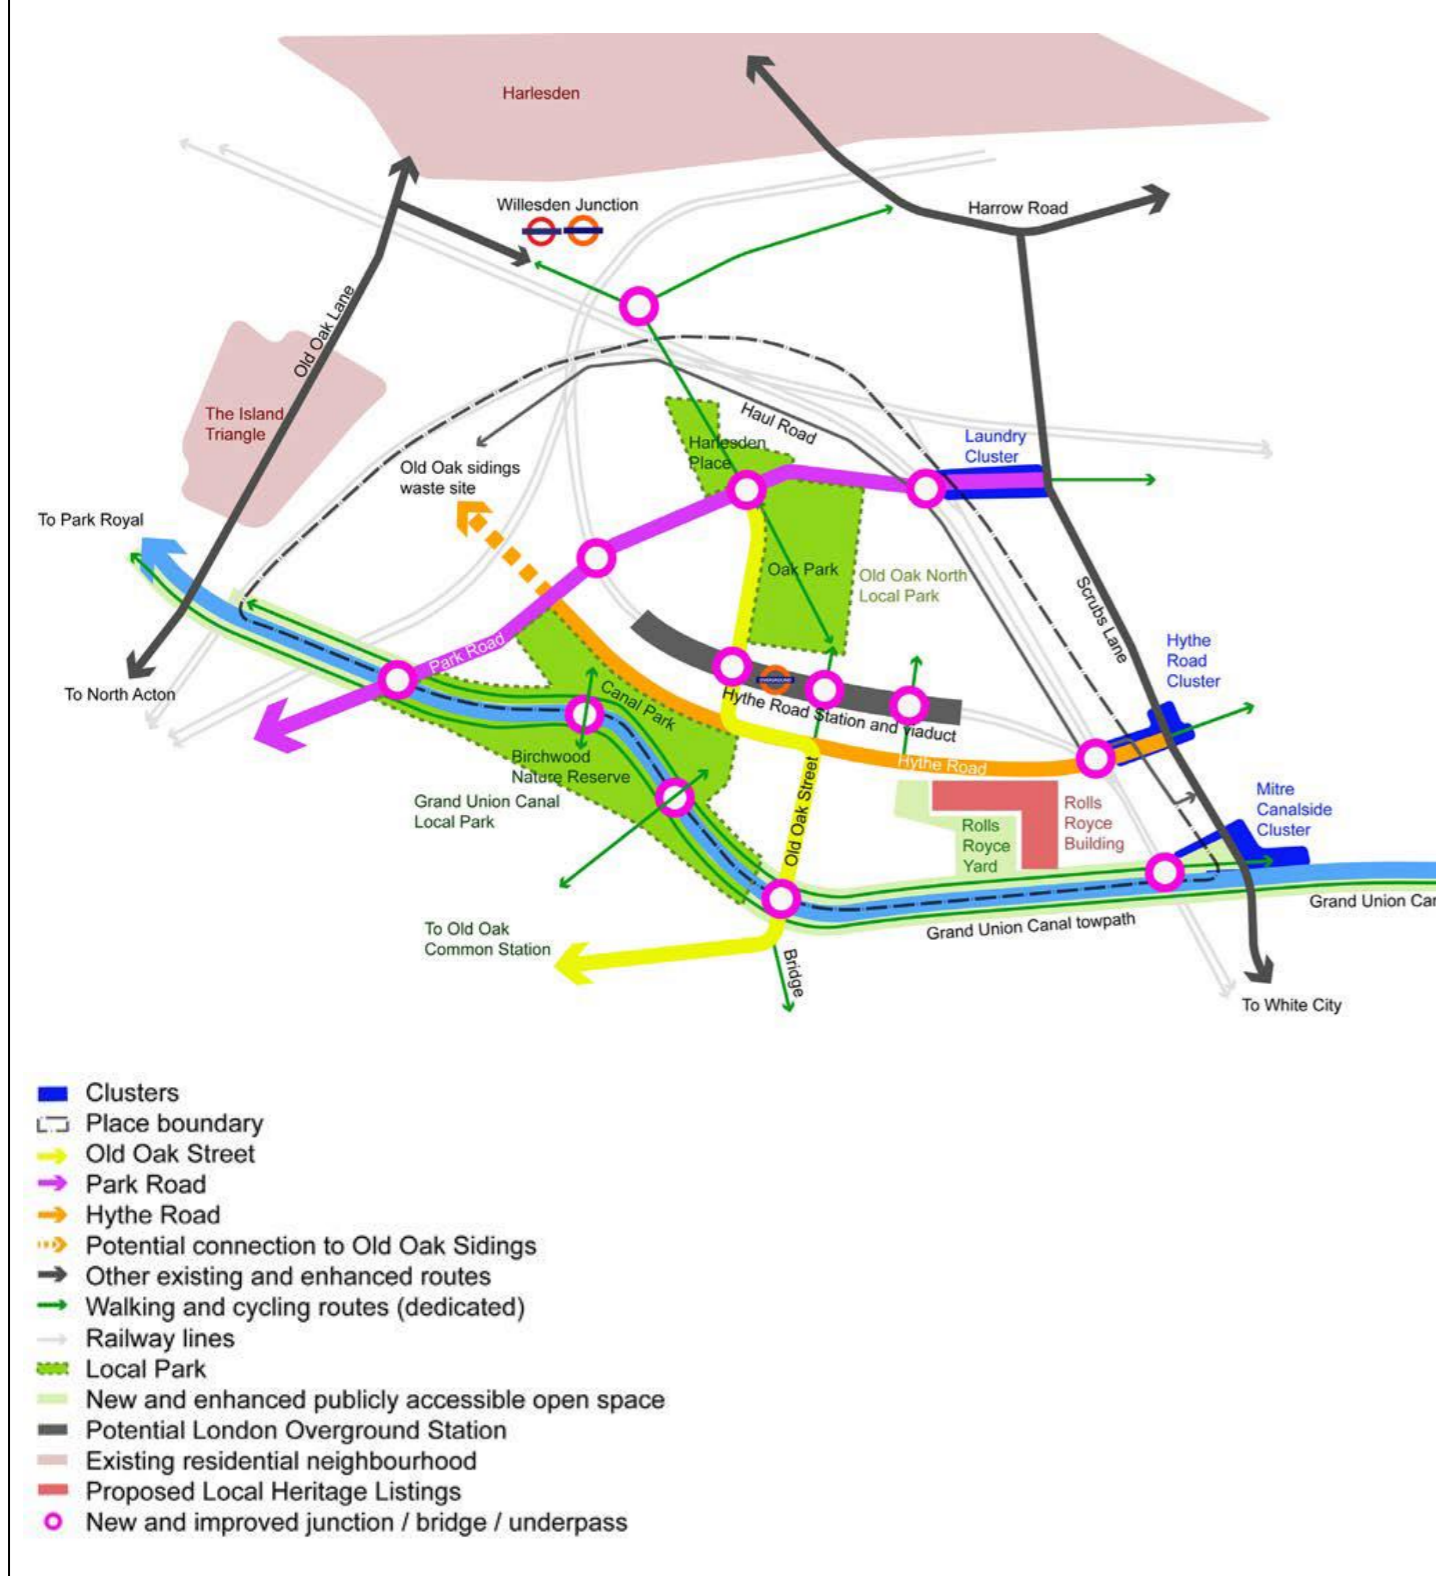 Harlesden
Willesden Junction
Harrow Road
Old Oak Lane
The Island
Triangle
Haul Road
Harlesden
Place
Laundry
Cluster
Old Oak sidings
waste site
To Park Royal
Oak Park
Old Oak North
Local Park
Scrubs Lane
Park Road
Hythe
Road
Cluster
To North Acton
Canal Park
OVERGROUND
Hythe Road Station and viaduct
Birchwood
Nature Reserve
Hythe Road
Grand Union Canal
Local Park
Old Oak Street
Rolls
Royce
Building
Rolls
Royce
Yard
Mitre
Canalside
Cluster
Grand Union Car
Grand Union Canal towpath
To Old Oak
Common Station
Bridge
To White City
Clusters
Place boundary
Old Oak Street
Park Road
Hythe Road
Potential connection to Old Oak Sidings
Other existing and enhanced routes
Walking and cycling routes (dedicated)
Railway lines
Local Park
New and enhanced publicly accessible open space
Potential London Overground Station
Existing residential neighbourhood
Proposed Local Heritage Listings
New and improved junction / bridge / underpass